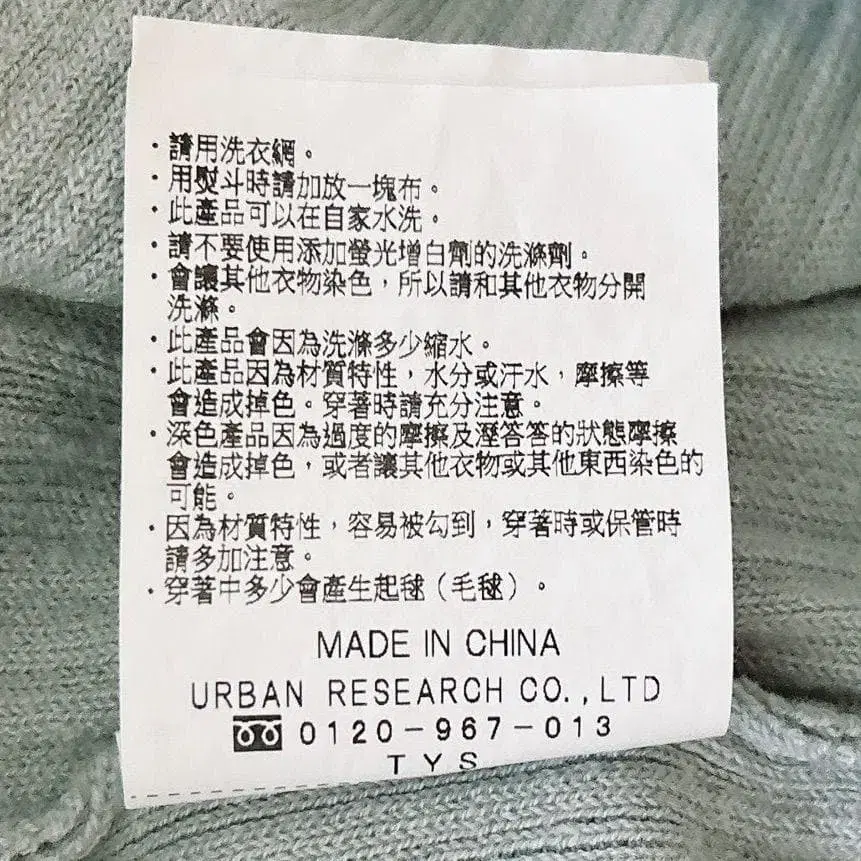 ・請用洗衣網。
・用熨斗時請加放一塊布。
・此產品可以在自家水洗。
・請不要使用添加螢光增白劑的洗滌劑。
・會讓其他衣物染色，所以請和其他衣物分開
洗滌。
・此產品會因為洗滌多少縮水。
・此產品因為材質特性，水分或汗水，摩擦等
會造成掉色。穿著時請充分注意。
・深色產品因為過度的摩擦及溼答答的狀態摩擦
會造成掉色，或者讓其他衣物或其他東西染色的
可能。
・因為材質特性，容易被勾到，穿著時或保管時
請多加注意。
・穿著中多少會產生起毬（毛毬）。
MADE IN CHINA
URBAN RESEARCH CO.,LTD
0120-967-013
TYS